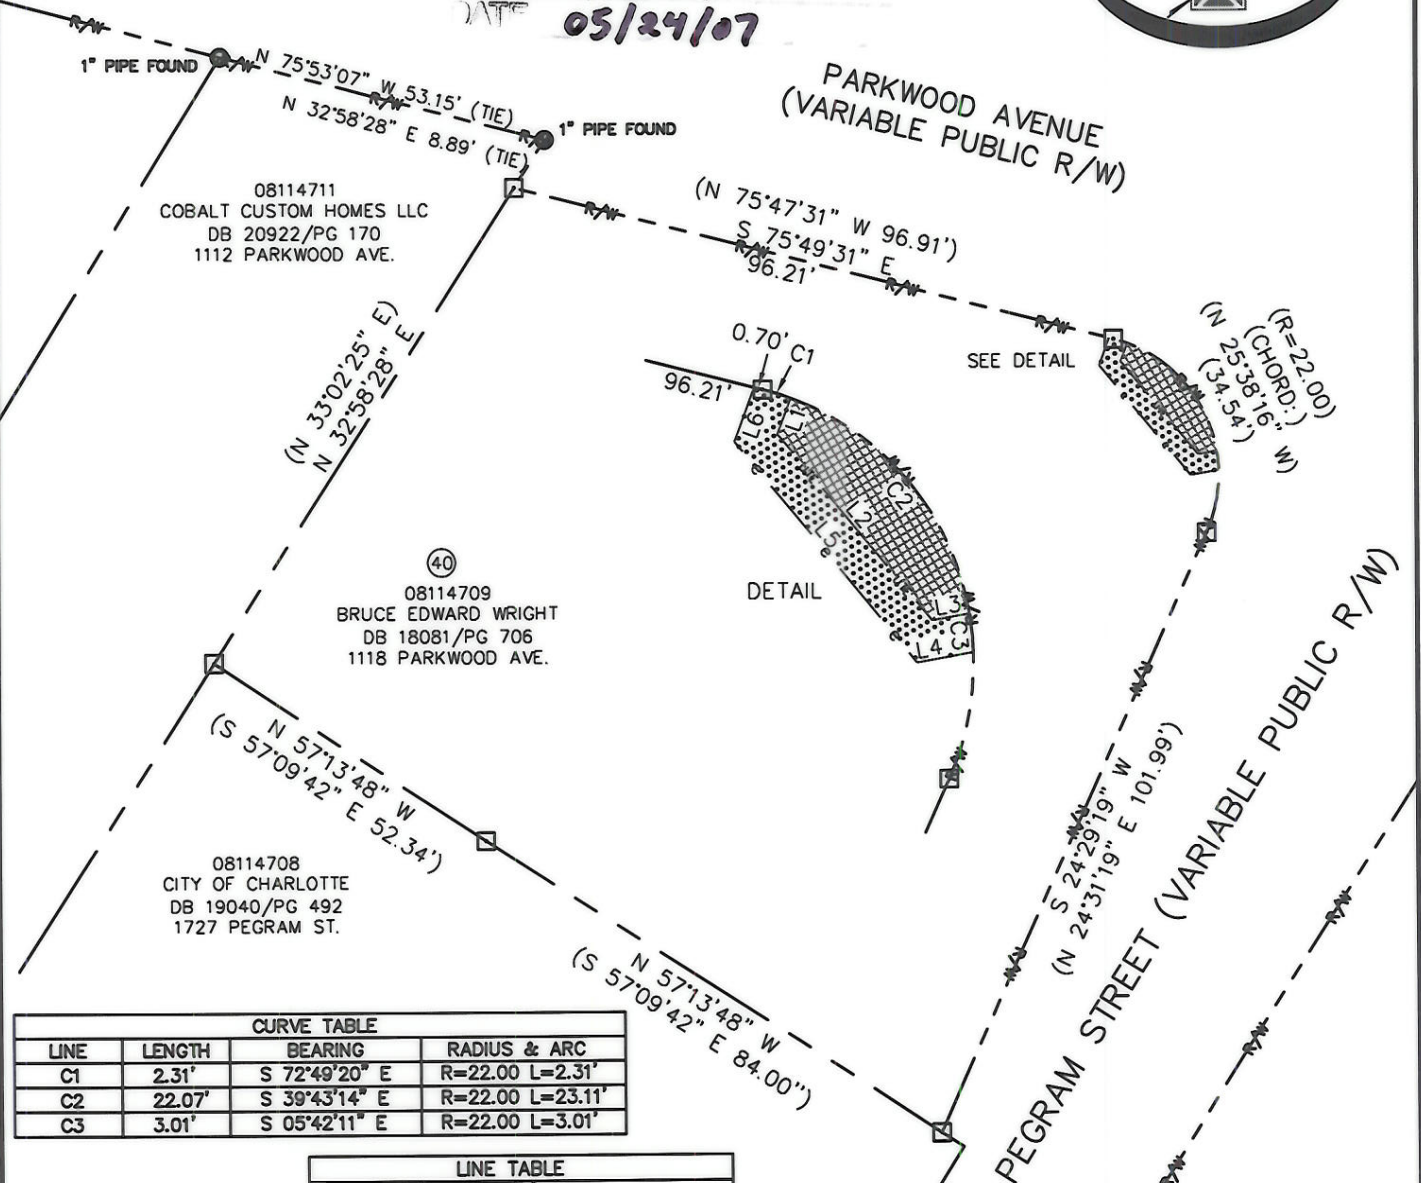 DATE 05/24/07
R/W
1" PIPE FOUND
R/W
N 75°53'07" W 53.15' (TIE)
R/W
N 32°58'28" E 8.89' (TIE)
R/W
1" PIPE FOUND
PARKWOOD AVENUE
(VARIABLE PUBLIC R/W)
08114711
COBALT CUSTOM HOMES LLC
DB 20922/PG 170
1112 PARKWOOD AVE.
R/W
(N 75°47'31" W 96.91')
S 75°49'31" E
R/W
96.21'
R/W
R/W
SEE DETAIL
R/W
(R=22.00)
(CHORD:)
(N 25°38'16" W)
(34.54')
(N 33°02'25" E)
N 32°58'28" E
0.70'
C1
96.21'
L6
L1
R/W
C2
L2
L5
e
e
e
L3
R/W
C3
L4
DETAIL
R/W
e
e
R/W
40
08114709
BRUCE EDWARD WRIGHT
DB 18081/PG 706
1118 PARKWOOD AVE.
R/W
R/W
S 24°29'19" W
(N 24°31'19" E 101.99')
R/W
PEGRAM STREET (VARIABLE PUBLIC R/W)
R/W
R/W
R/W
N 57°13'48" W
(S 57°09'42" E 52.34')
08114708
CITY OF CHARLOTTE
DB 19040/PG 492
1727 PEGRAM ST.
N 57°13'48" W
(S 57°09'42" E 84.00")
CURVE TABLE
LINE LENGTH BEARING RADIUS & ARC
C1 2.31' S 72°49'20" E R=22.00 L=2.31'
C2 22.07' S 39°43'14" E R=22.00 L=23.11'
C3 3.01' S 05°42'11" E R=22.00 L=3.01'
LINE TABLE